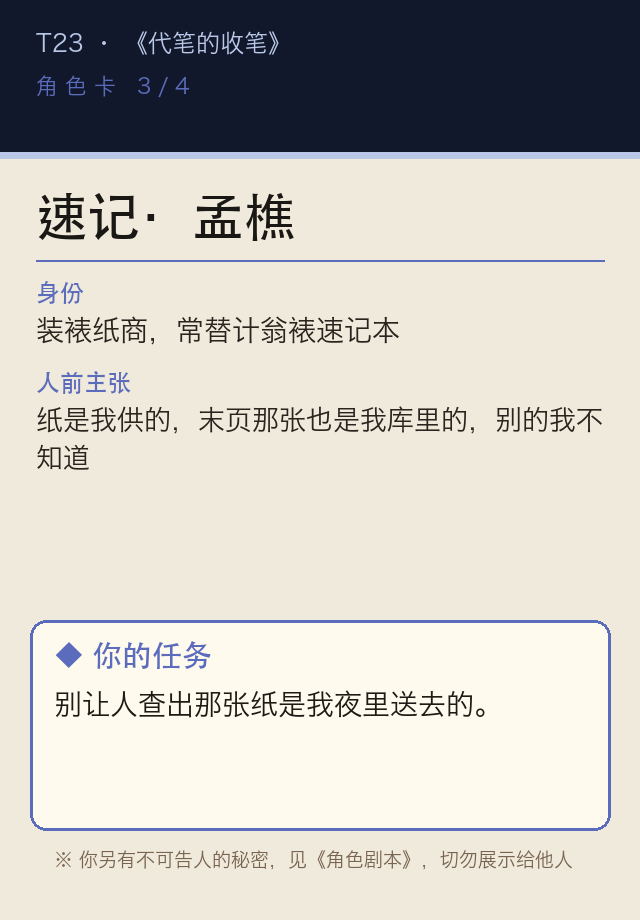 T23 · 《代笔的收笔》
角色卡 3/4
速记· 孟樵
身份
装裱纸商，常替计翁裱速记本
人前主张
纸是我供的，末页那张也是我库里的，别的我不
知道
◆ 你的任务
别让人查出那张纸是我夜里送去的。
※ 你另有不可告人的秘密，见《角色剧本》，切勿展示给他人